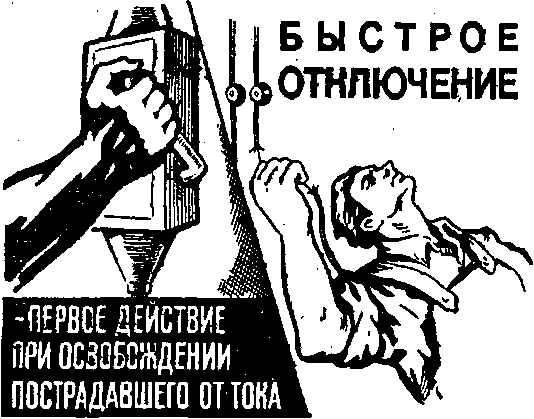 БЫСТРОЕ
ОТКЛЮЧЕНИЕ
-ПЕРВОЕ ДЕЙСТВИЕ
ПРИ ОСВОБОЖДЕНИИ
ПОСТРАДАВШЕГО ОТ ТОКА